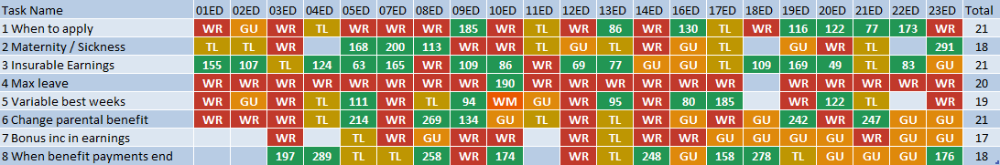 Task Name 01ED 02ED 03ED 04ED 05ED 07ED 08ED 09ED 10ED 11ED 12ED 13ED 14ED 16ED 17ED 18ED 19ED 20ED 21ED 22ED 23ED Total
1 When to apply WR GU WR TL WR WR WR 185 WR TL WR 86 WR 130 TL WR 116 122 77 173 WR 21
2 Maternity / Sickness TL TL WR 168 200 113 WR WR WR TL GU TL WR TL GU WR TL 291 18
3 Insurable Earnings 155 107 TL 124 63 165 WR 109 86 WR 69 77 GU GU TL 109 169 49 TL 83 GU 21
4 Max leave WR WR WR WR WR WR WR WR 190 WR WR WR WR WR WR WR WR WR WR WR 20
5 Variable best weeks WR GU WR TL 111 WR TL 94 WM GU WR 95 WR 80 185 WR 122 TL WR 19
6 Change parental benefit WR WR WR TL 214 WR 269 134 GU TL WR TL WR GU WR GU 242 WR 247 GU GU 21
7 Bonus inc in earnings WR TL WR GU WR WR WR TL WR GU GU GU GU GU WR GU GU 17
8 When benefit payments end 197 289 TL TL 258 WR 174 WR TL 248 GU 158 278 TL GU GU GU 176 18